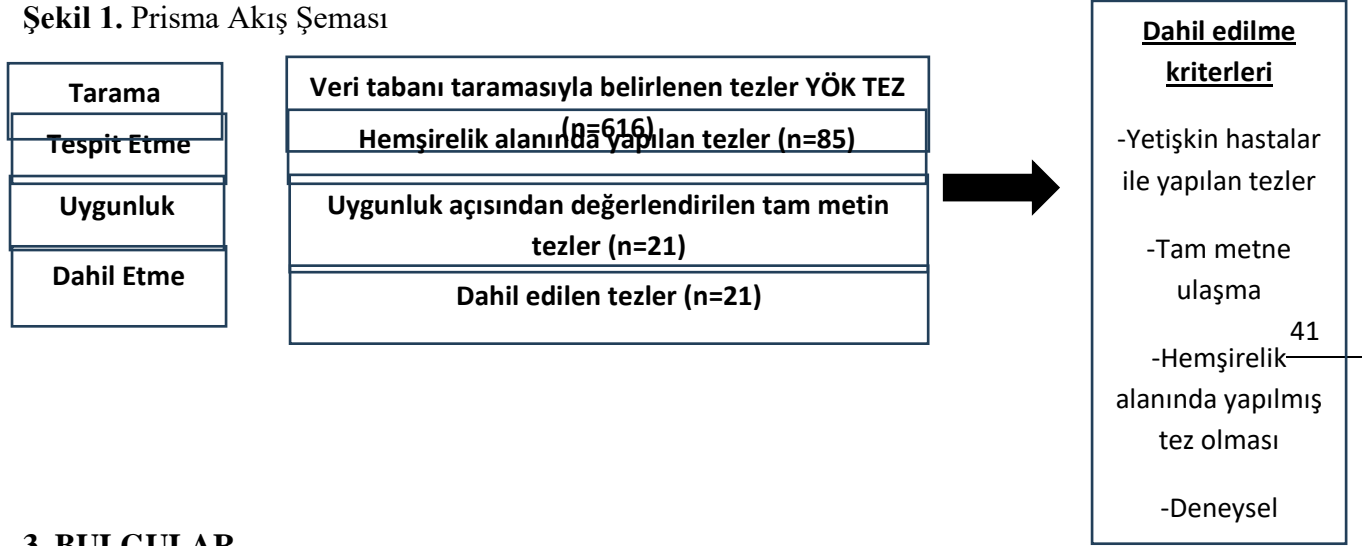 Şekil 1. Prisma Akış Şeması
Tarama
Tespit Etme
Uygunluk
Dahil Etme
Veri tabanı taramasıyla belirlenen tezler YÖK TEZ
(n=616)
Hemşirelik alanında yapılan tezler (n=85)
Uygunluk açısından değerlendirilen tam metin
tezler (n=21)
Dahil edilen tezler (n=21)
Dahil edilme
kriterleri
-Yetişkin hastalar
ile yapılan tezler
-Tam metne
ulaşma
41
-Hemşirelik
alanında yapılmış
tez olması
-Deneysel
3. BULGULAR